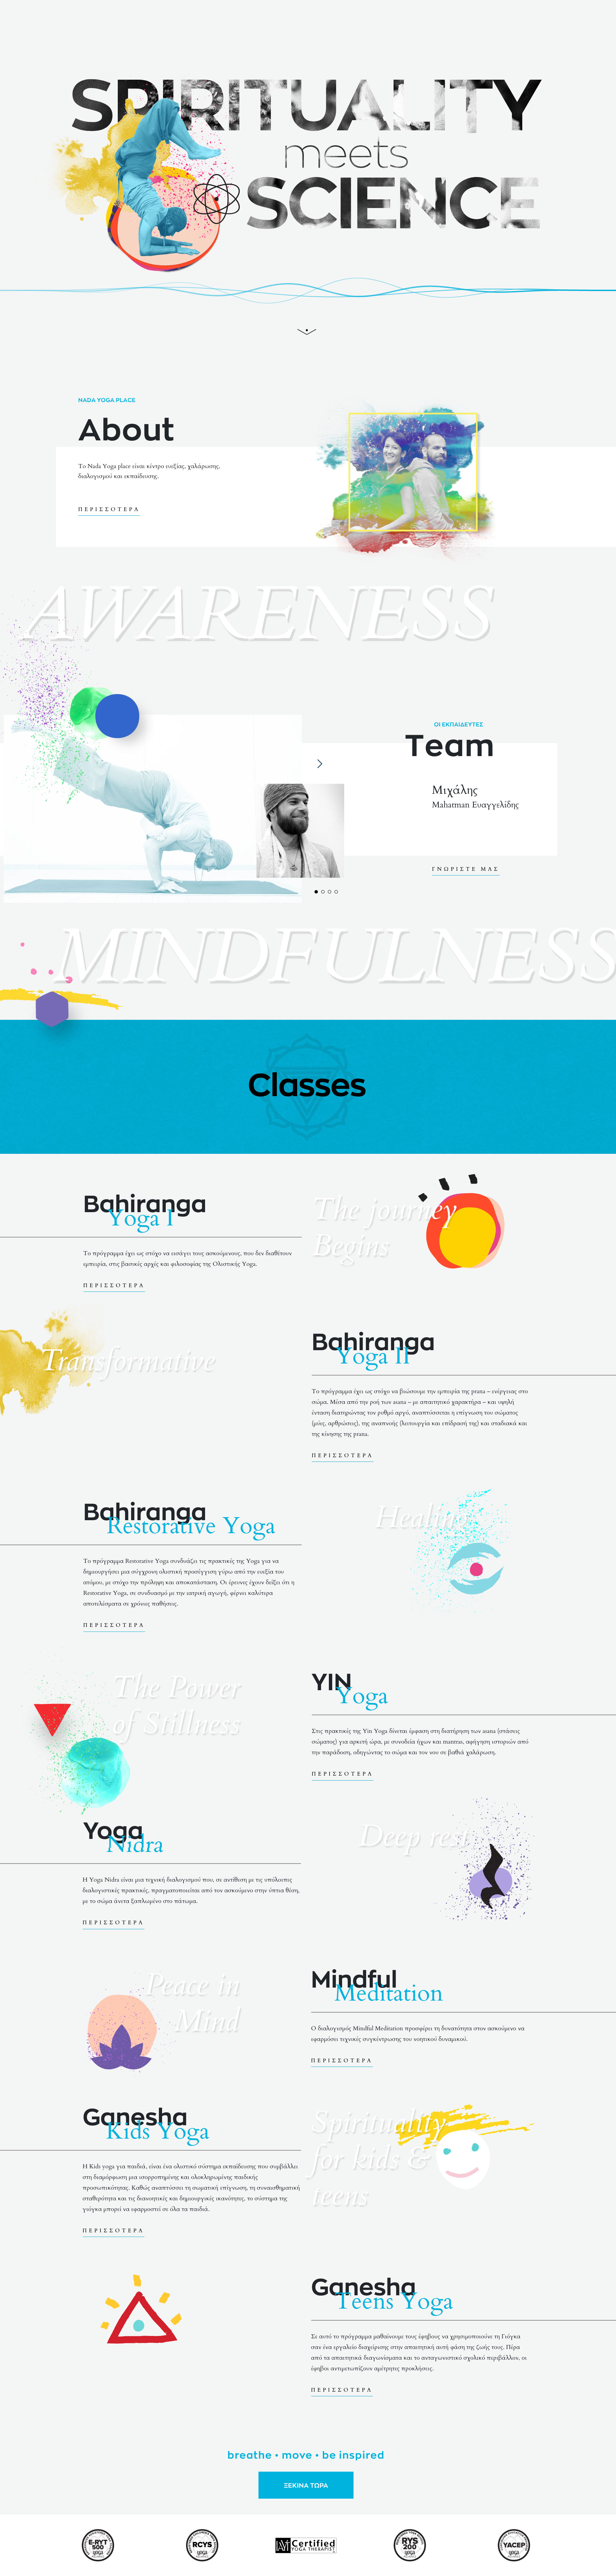 SPIRITUALITY
meets
SCIENCE
NADA YOGA PLACE
About
Το Nada Yoga place είναι κέντρο ευεξίας, χαλάρωσης,
διαλογισμού και εκπαίδευσης.
ΠΕΡΙΣΣΟΤΕΡΑ
AWARENESS
ΟΙ ΕΚΠΑΙΔΕΥΤΕΣ
Team
Μιχάλης
Mahatman Ευαγγελίδης
ΓΝΩΡΙΣΤΕ ΜΑΣ
MINDFULNESS
Classes
Bahiranga
Yoga I
Το πρόγραμμα έχει ως στόχο να εισάγει τους ασκούμενους, που δεν διαθέτουν
εμπειρία, στις βασικές αρχές και φιλοσοφίας της Ολιστικής Yoga.
ΠΕΡΙΣΣΟΤΕΡΑ
The journey
Begins
Transformative
Bahiranga
Yoga II
Το πρόγραμμα έχει ως στόχο να βιώσουμε την εμπειρία της prana – ενέργειας στο
σώμα. Μέσα από την ροή των asana – με απαιτητικό χαρακτήρα – και υψηλή
ένταση διατηρώντας τον ρυθμό αργό, αναπτύσσεται η επίγνωση του σώματος
(μύες, αρθρώσεις), της αναπνοής (λειτουργία και επίδρασή της) και σταδιακά και
της κίνησης της prana.
ΠΕΡΙΣΣΟΤΕΡΑ
Bahiranga
Restorative Yoga
Το πρόγραμμα Restorative Yoga συνδυάζει τις πρακτικές της Yoga για να
δημιουργήσει μια σύγχρονη ολιστική προσέγγιση γύρω από την ευεξία του
ατόμου, με στόχο την πρόληψη και αποκατάσταση. Οι έρευνες έχουν δείξει ότι η
Restorative Yoga, σε συνδυασμό με την ιατρική αγωγή, φέρνει καλύτερα
αποτελέσματα σε χρόνιες παθήσεις.
ΠΕΡΙΣΣΟΤΕΡΑ
Healing
The Power
of Stillness
YIN
Yoga
Στις πρακτικές της Yin Yoga δίνεται έμφαση στη διατήρηση των asana (στάσεις
σώματος) για αρκετή ώρα, με συνοδεία ήχων και mantras, αφήγηση ιστοριών από
την παράδοση, οδηγώντας το σώμα και τον νου σε βαθιά χαλάρωση.
ΠΕΡΙΣΣΟΤΕΡΑ
Yoga
Nidra
Η Yoga Nidra είναι μια τεχνική διαλογισμού που, σε αντίθεση με τις υπόλοιπες
διαλογιστικές πρακτικές, πραγματοποιείται από τον ασκούμενο στην ύπτια θέση,
με το σώμα άνετα ξαπλωμένο στο πάτωμα.
ΠΕΡΙΣΣΟΤΕΡΑ
Deep rest
Peace in
Mind
Mindful
Meditation
Ο διαλογισμός Mindful Meditation προσφέρει τη δυνατότητα στον ασκούμενο να
εφαρμόσει τεχνικές συγκέντρωσης του νοητικού δυναμικού.
ΠΕΡΙΣΣΟΤΕΡΑ
Ganesha
Kids Yoga
Η Kids yoga για παιδιά, είναι ένα ολιστικό σύστημα εκπαίδευσης που συμβάλλει
στη διαμόρφωση μια ισορροπημένης και ολοκληρωμένης παιδικής
προσωπικότητας. Καθώς αναπτύσσει τη σωματική επίγνωση, τη συναισθηματική
σταθερότητα και τις διανοητικές και δημιουργικές ικανότητες, το σύστημα της
γιόγκα μπορεί να εφαρμοστεί σε όλα τα παιδιά.
ΠΕΡΙΣΣΟΤΕΡΑ
Spirituality
for kids &
teens
Ganesha
Teens Yoga
Σε αυτό το πρόγραμμα μαθαίνουμε τους έφηβους να χρησιμοποιούνε τη Γιόγκα
σαν ένα εργαλείο διαχείρισης στην απαιτητική αυτή φάση της ζωής τους. Πέρα
από τα απαιτητικά διαγωνίσματα και το ανταγωνιστικό σχολικό περιβάλλον, οι
έφηβοι αντιμετωπίζουν αμέτρητες προκλήσεις.
ΠΕΡΙΣΣΟΤΕΡΑ
breathe • move • be inspired
ΞΕΚΙΝΑ ΤΩΡΑ
E-RYT
500
yoga
RCYS
yoga
IAYT Certified
YOGA THERAPIST
RYS
200
yoga
YACEP
yoga